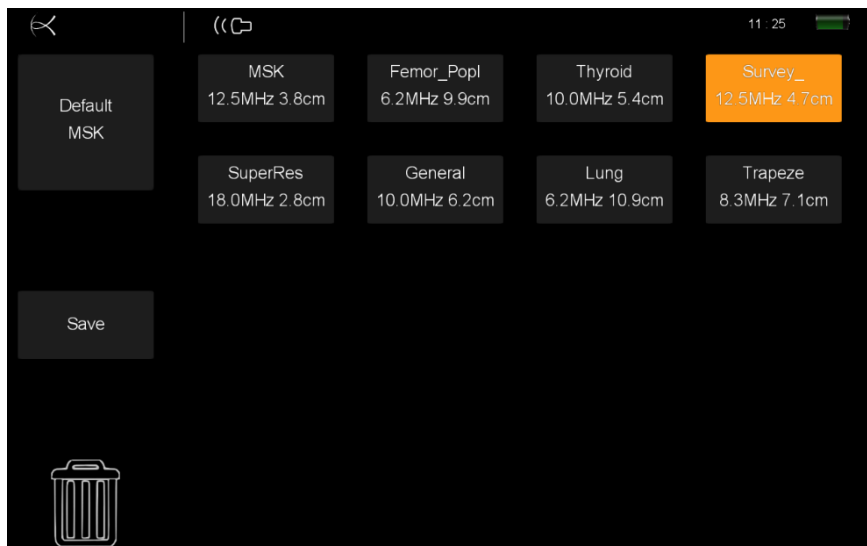 11:25
Default
MSK
MSK
12.5MHz 3.8cm
Femor_Popl
6.2MHz 9.9cm
Thyroid
10.0MHz 5.4cm
Survey_
12.5MHz 4.7cm
SuperRes
18.0MHz 2.8cm
General
10.0MHz 6.2cm
Lung
6.2MHz 10.9cm
Trapeze
8.3MHz 7.1cm
Save